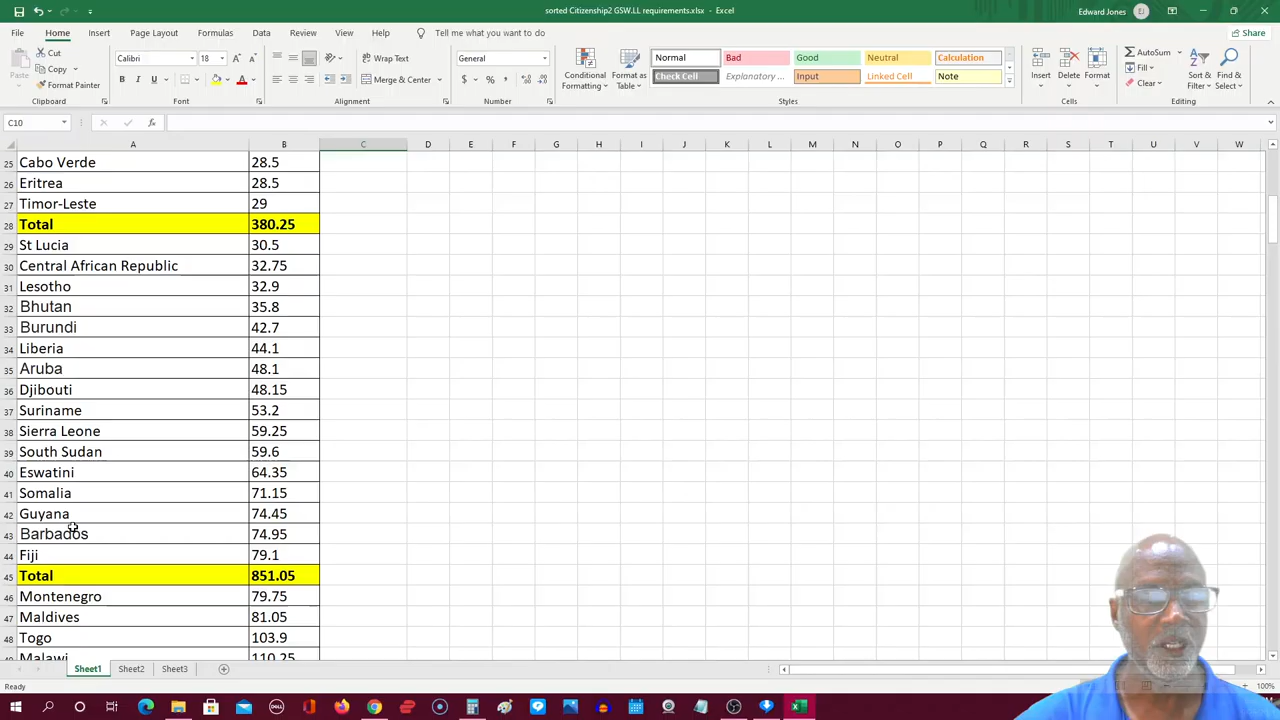 sorted Citizenship2 GSW.LL requirements.xlsx - Excel
Edward Jones EJ
File Home Insert Draw Page Layout Formulas Data Review View Help Tell me what you want to do Share
Paste Cut Copy Format Painter
Calibri 18 A A B I U A
Wrap Text Merge & Center
General $ % ,
Conditional Formatting Format as Table
Normal Bad Good Neutral Calculation
Check Cell Explanatory ... Input Linked Cell Note
Insert Delete Format
AutoSum Fill Clear Sort & Filter Find & Select
Clipboard Font Alignment Number Styles Cells Editing
C10 fx
A B C D E F G H I J K L M N O P Q R S T U V W
25 Cabo Verde 28.5
26 Eritrea 28.5
27 Timor-Leste 29
28 Total 380.25
29 St Lucia 30.5
30 Central African Republic 32.75
31 Lesotho 32.9
32 Bhutan 35.8
33 Burundi 42.7
34 Liberia 44.1
35 Aruba 48.1
36 Djibouti 48.15
37 Suriname 53.2
38 Sierra Leone 59.25
39 South Sudan 59.6
40 Eswatini 64.35
41 Somalia 71.15
42 Guyana 74.45
43 Barbados 74.95
44 Fiji 79.1
45 Total 851.05
46 Montenegro 79.75
47 Maldives 81.05
48 Togo 103.9
Malawi 110.25
Sheet1 Sheet2 Sheet3
Ready 100%